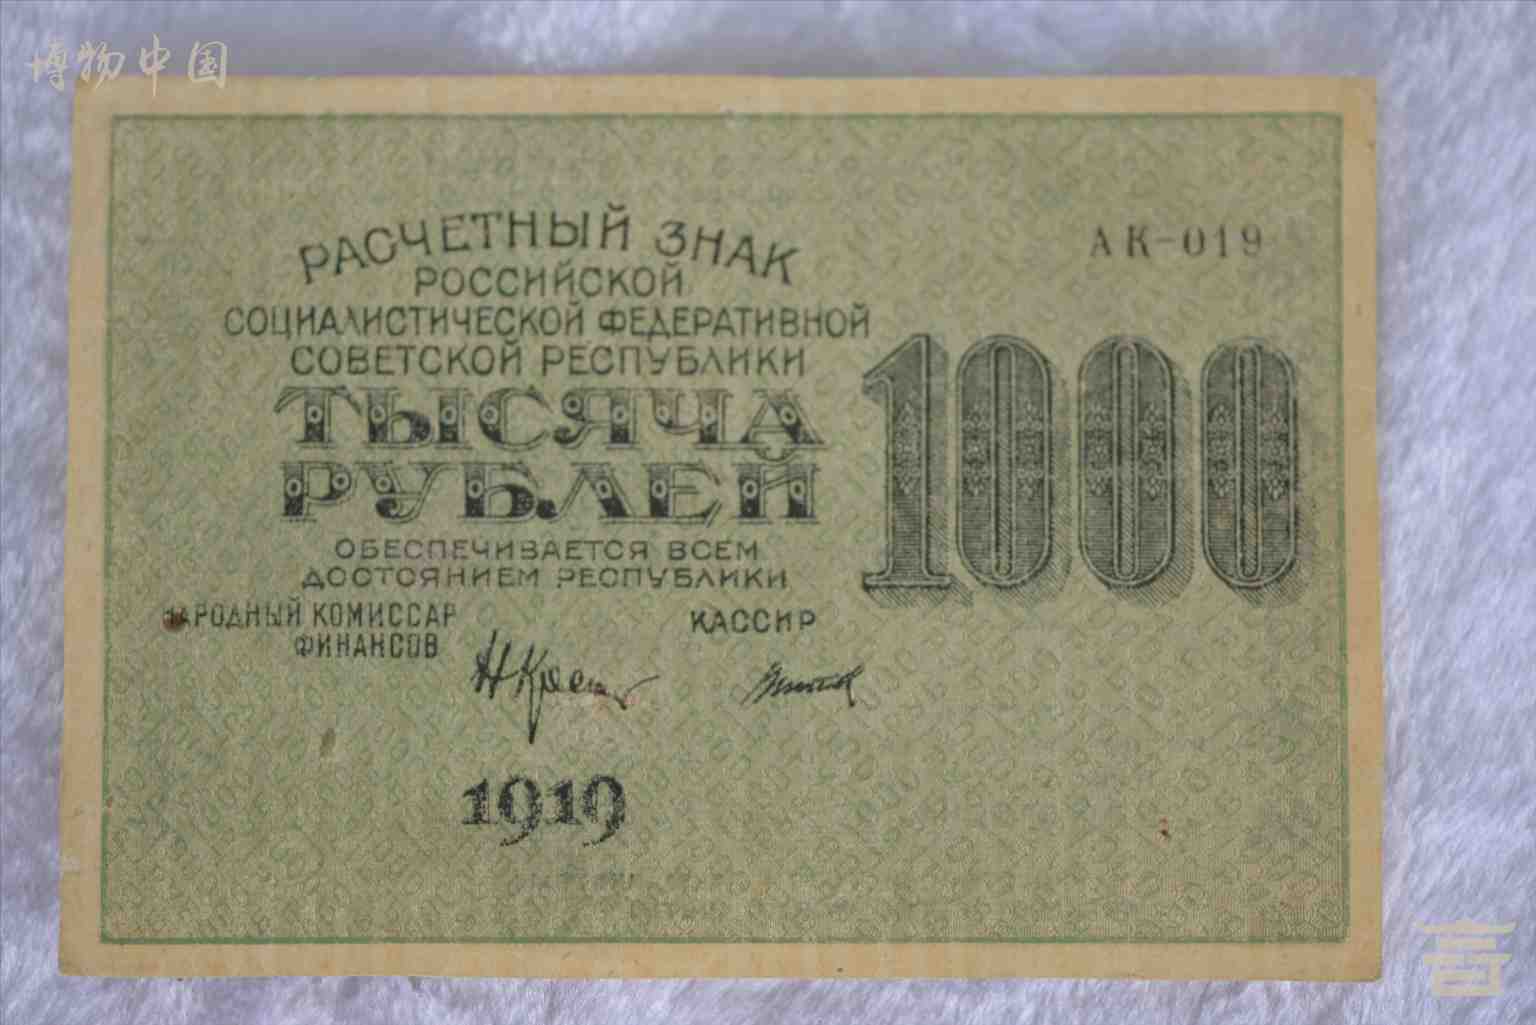 博物中国
РАСЧЕТНЫЙ ЗНАК
АК-019
РОССИЙСКОЙ
СОЦИАЛИСТИЧЕСКОЙ ФЕДЕРАТИВНОЙ
СОВЕТСКОЙ РЕСПУБЛИКИ
ТЫСЯЧА
РУБЛЕЙ
1000
ОБЕСПЕЧИВАЕТСЯ ВСЕМ
ДОСТОЯНИЕМ РЕСПУБЛИКИ
НАРОДНЫЙ КОМИССАР
ФИНАНСОВ
КАССИР
1919